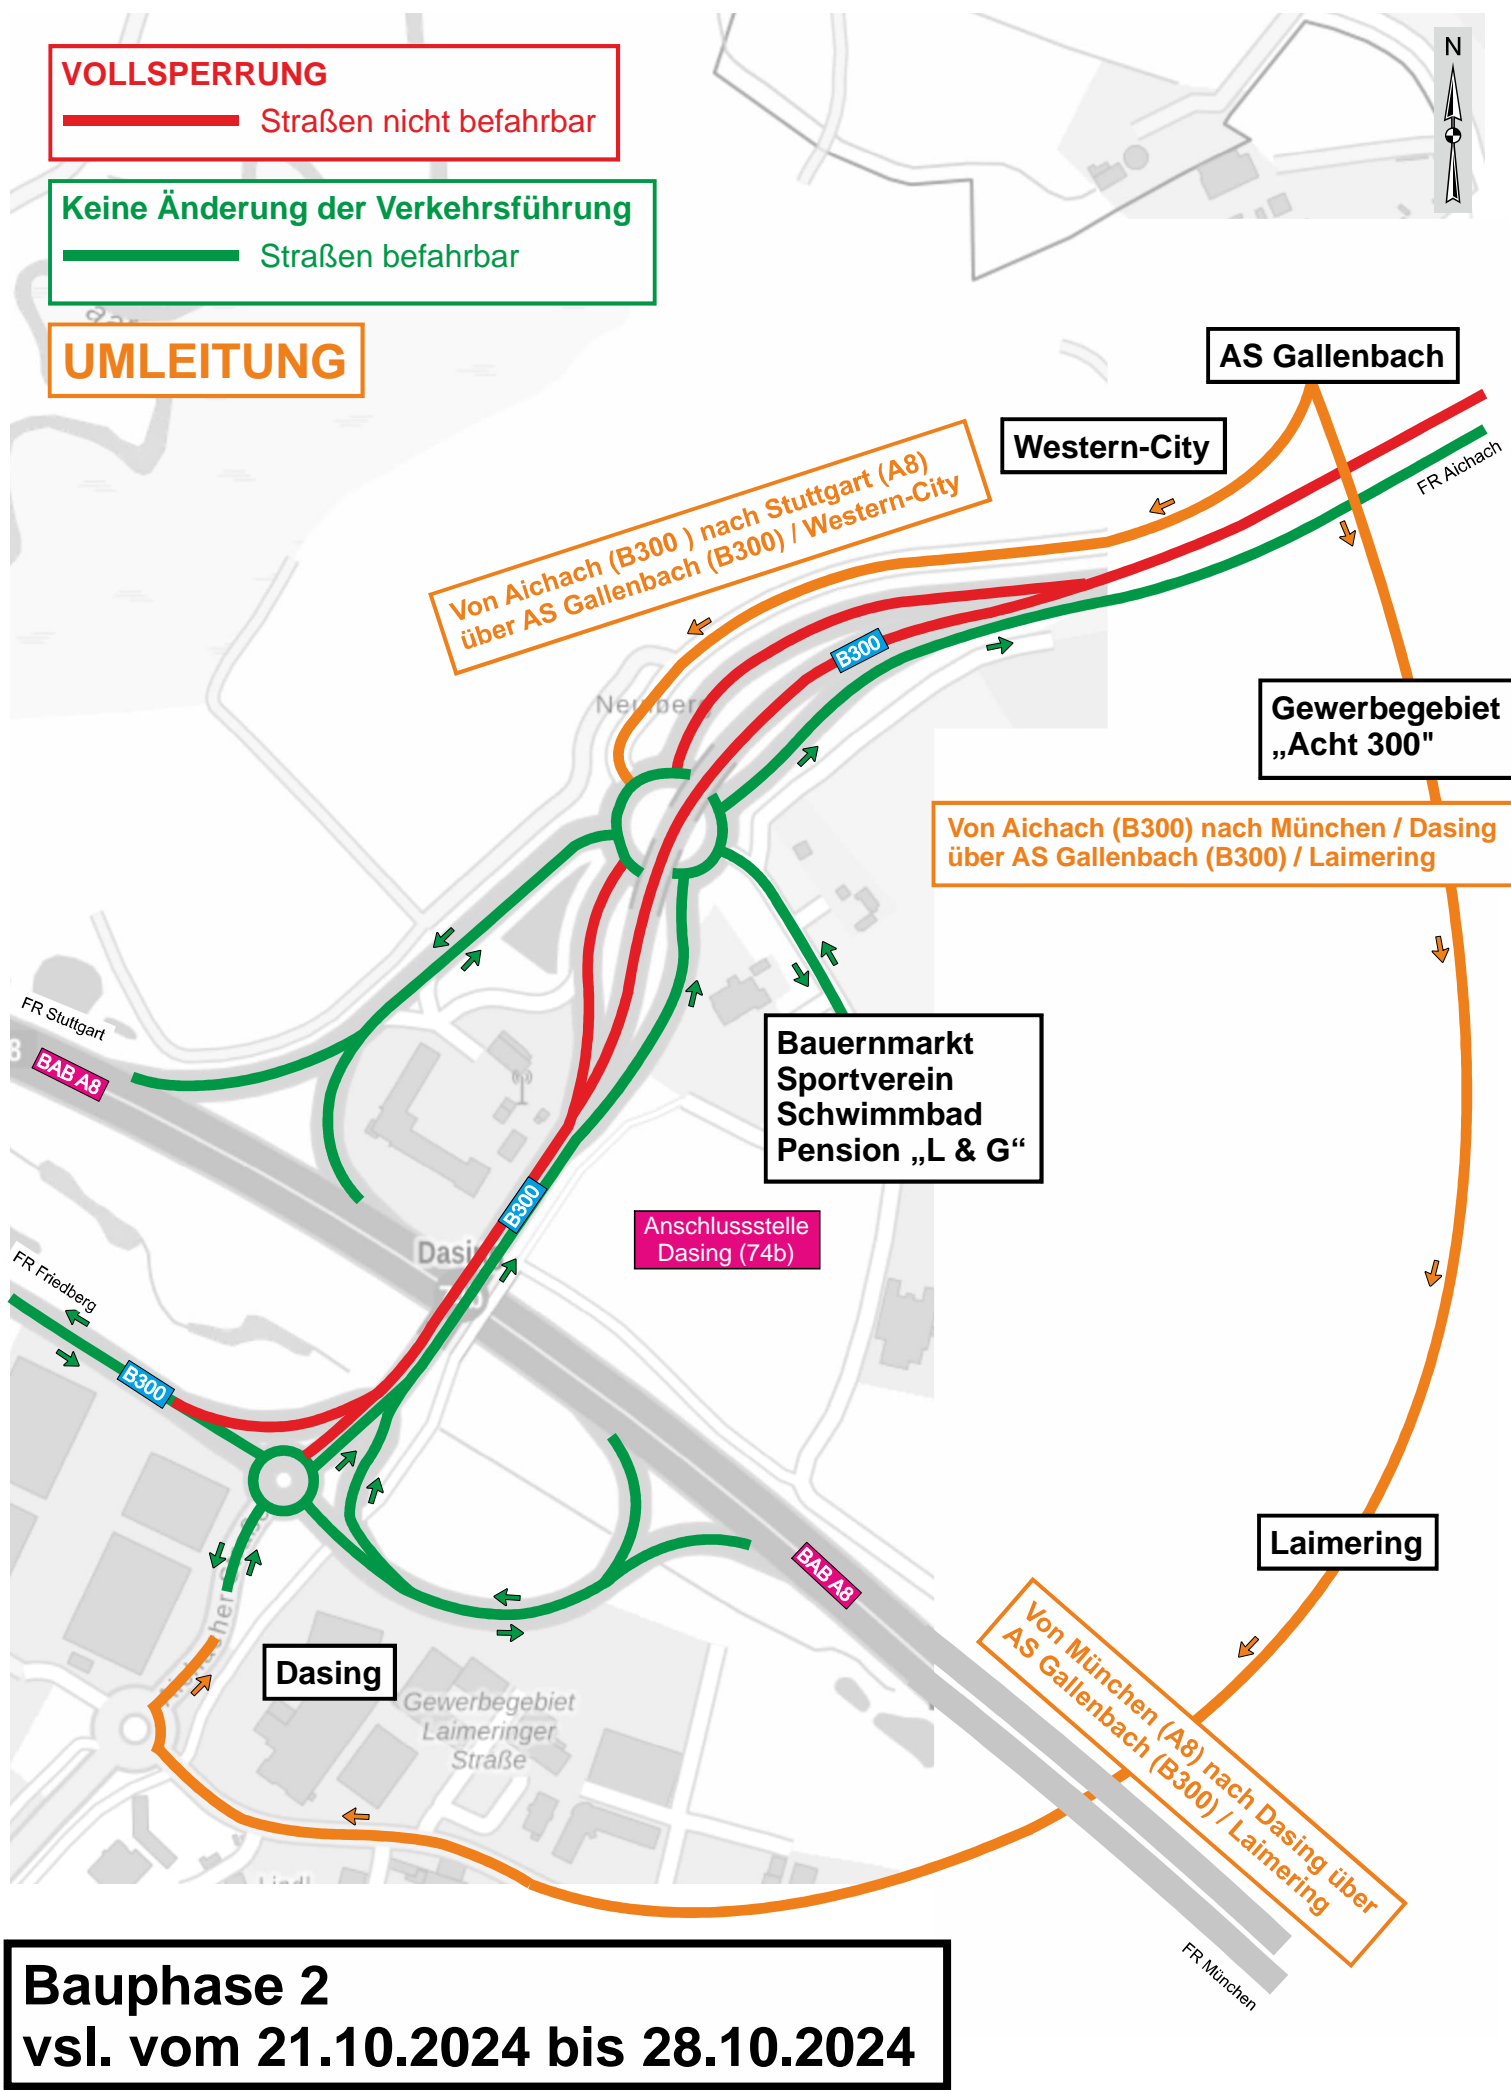 VOLLSPERRUNG
Straßen nicht befahrbar
Keine Änderung der Verkehrsführung
Straßen befahrbar
UMLEITUNG
N
AS Gallenbach
Western-City
FR Aichach
Von Aichach (B300 ) nach Stuttgart (A8)
über AS Gallenbach (B300) / Western-City
B300
Gewerbegebiet
„Acht 300"
Von Aichach (B300) nach München / Dasing
über AS Gallenbach (B300) / Laimering
FR Stuttgart
8
BAB A8
Bauernmarkt
Sportverein
Schwimmbad
Pension „L & G“
B300
Anschlussstelle
Dasing (74b)
FR Friedberg
B300
BAB A8
Laimering
Von München (A8) nach Dasing über
AS Gallenbach (B300) / Laimering
Dasing
Gewerbegebiet
Laimeringer
Straße
FR München
Bauphase 2
vsl. vom 21.10.2024 bis 28.10.2024